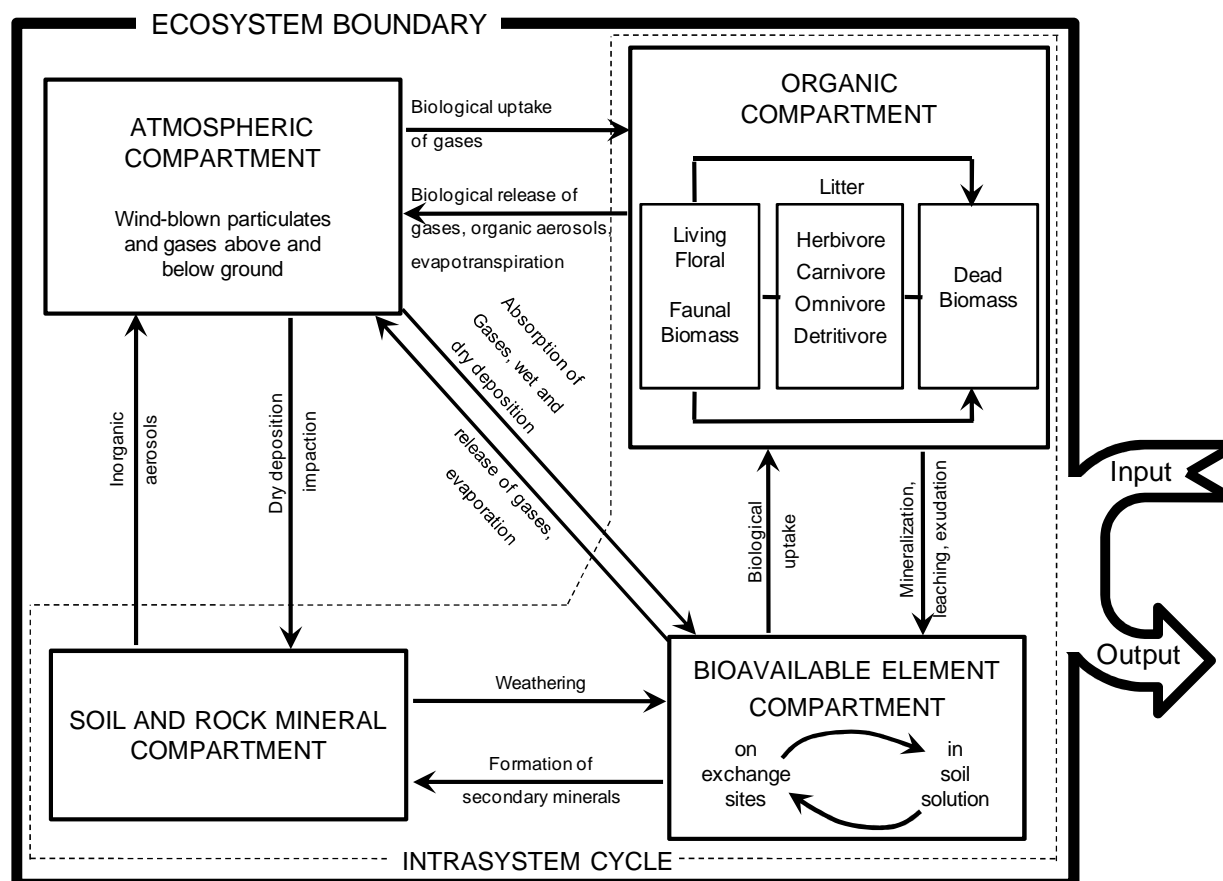 ECOSYSTEM BOUNDARY
ATMOSPHERIC
COMPARTMENT
Wind-blown particulates
and gases above and
below ground
Biological uptake
of gases
Biological release of
gases, organic aerosols,
evapotranspiration
ORGANIC
COMPARTMENT
Litter
Living
Floral
Faunal
Biomass
Herbivore
Carnivore
Omnivore
Detritivore
Dead
Biomass
Absorption of
Gases, wet and
dry deposition
release of gases,
evaporation
Inorganic
aerosols
Dry deposition
impaction
Biological
uptake
Mineralization,
leaching, exudation
Input
Output
SOIL AND ROCK MINERAL
COMPARTMENT
Weathering
Formation of
secondary minerals
BIOAVAILABLE ELEMENT
COMPARTMENT
on
exchange
sites
in
soil
solution
INTRASYSTEM CYCLE